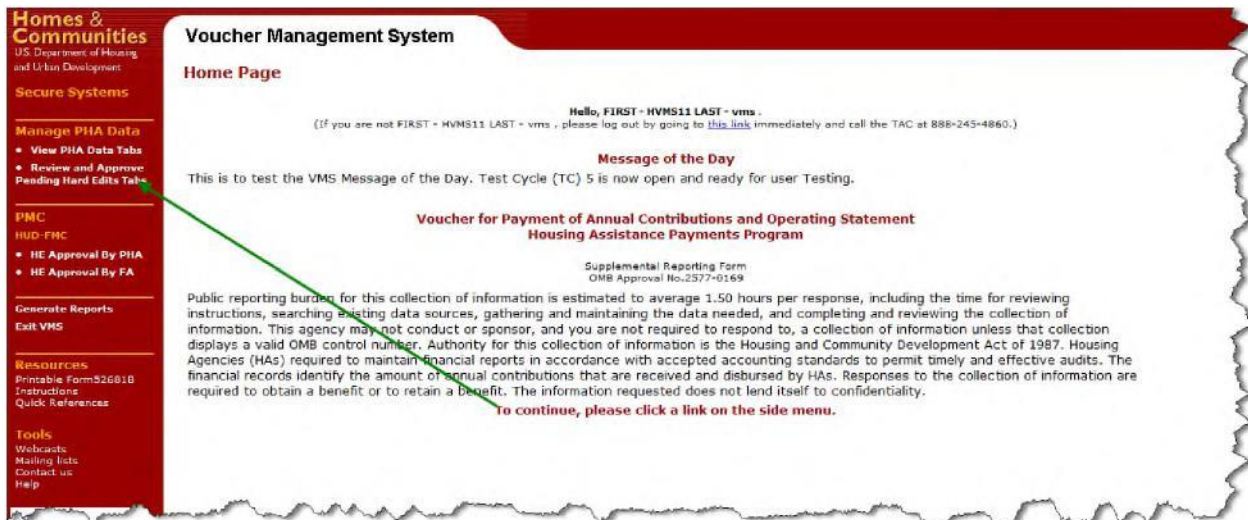 Homes &
Communities
U.S. Department of Housing
and Urban Development
Secure Systems
Manage PHA Data
• View PHA Data Tabs
• Review and Approve
Pending Hard Edits Tabs
PMC
HUD-FMC
• HE Approval By PHA
• HE Approval By FA
Generate Reports
Exit VMS
Resources
Printable Form526818
Instructions
Quick References
Tools
Webcasts
Mailing lists
Contact us
Help
Voucher Management System
Home Page
Hello, FIRST - HVMS11 LAST - vms .
(If you are not FIRST - HVMS11 LAST - vms , please log out by going to this link immediately and call the TAC at 888-245-4860.)
Message of the Day
This is to test the VMS Message of the Day. Test Cycle (TC) 5 is now open and ready for user Testing.
Voucher for Payment of Annual Contributions and Operating Statement
Housing Assistance Payments Program
Supplemental Reporting Form
OMB Approval No.2577-0169
Public reporting burden for this collection of information is estimated to average 1.50 hours per response, including the time for reviewing
instructions, searching existing data sources, gathering and maintaining the data needed, and completing and reviewing the collection of
information. This agency may not conduct or sponsor, and you are not required to respond to, a collection of information unless that collection
displays a valid OMB control number. Authority for this collection of information is the Housing and Community Development Act of 1987. Housing
Agencies (HAs) required to maintain financial reports in accordance with accepted accounting standards to permit timely and effective audits. The
financial records identify the amount of annual contributions that are received and disbursed by HAs. Responses to the collection of information are
required to obtain a benefit or to retain a benefit. The information requested does not lend itself to confidentiality.
To continue, please click a link on the side menu.